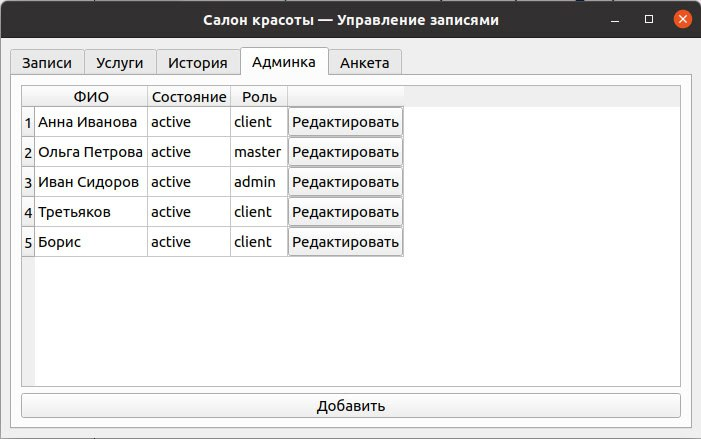 Салон красоты — Управление записями
Записи Услуги История Админка Анкета
ФИО Состояние Роль
1 Анна Иванова active client Редактировать
2 Ольга Петрова active master Редактировать
3 Иван Сидоров active admin Редактировать
4 Третьяков active client Редактировать
5 Борис active client Редактировать
Добавить